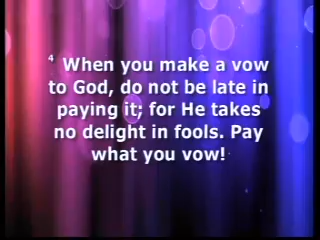 4 When you make a vow
to God, do not be late in
paying it; for He takes
no delight in fools. Pay
what you vow!